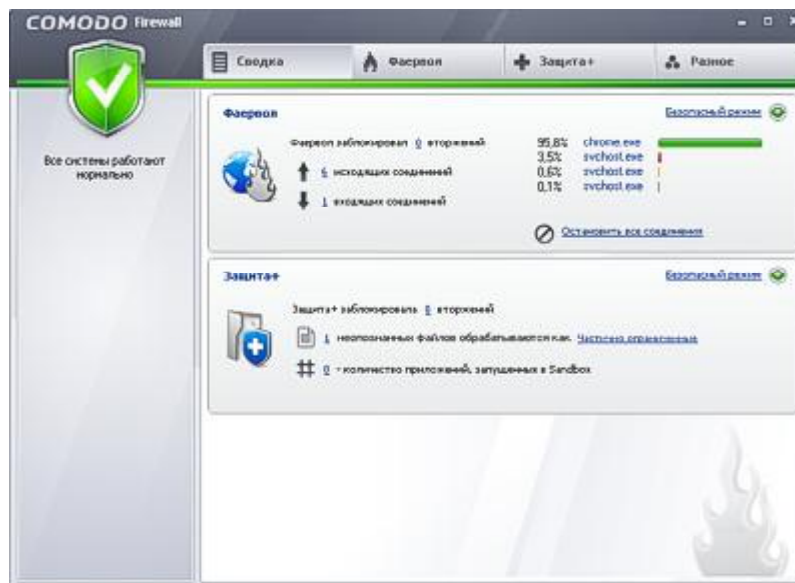 COMODO Firewall
Сводка
Фаервол
Защита+
Разное
Все системы работают
нормально
Фаервол
Безопасный режим
Фаервол заблокировал 0 вторжений
6 исходящих соединений
1 входящих соединений
95,8% chrome.exe
3,5% svchost.exe
0,6% svchost.exe
0,1% svchost.exe
Остановить все соединения
Защита+
Безопасный режим
Защита+ заблокировала 0 вторжений
1 неопознанных файлов обрабатываются как. Частично ограниченные
0 - количество приложений, запущенных в Sandbox